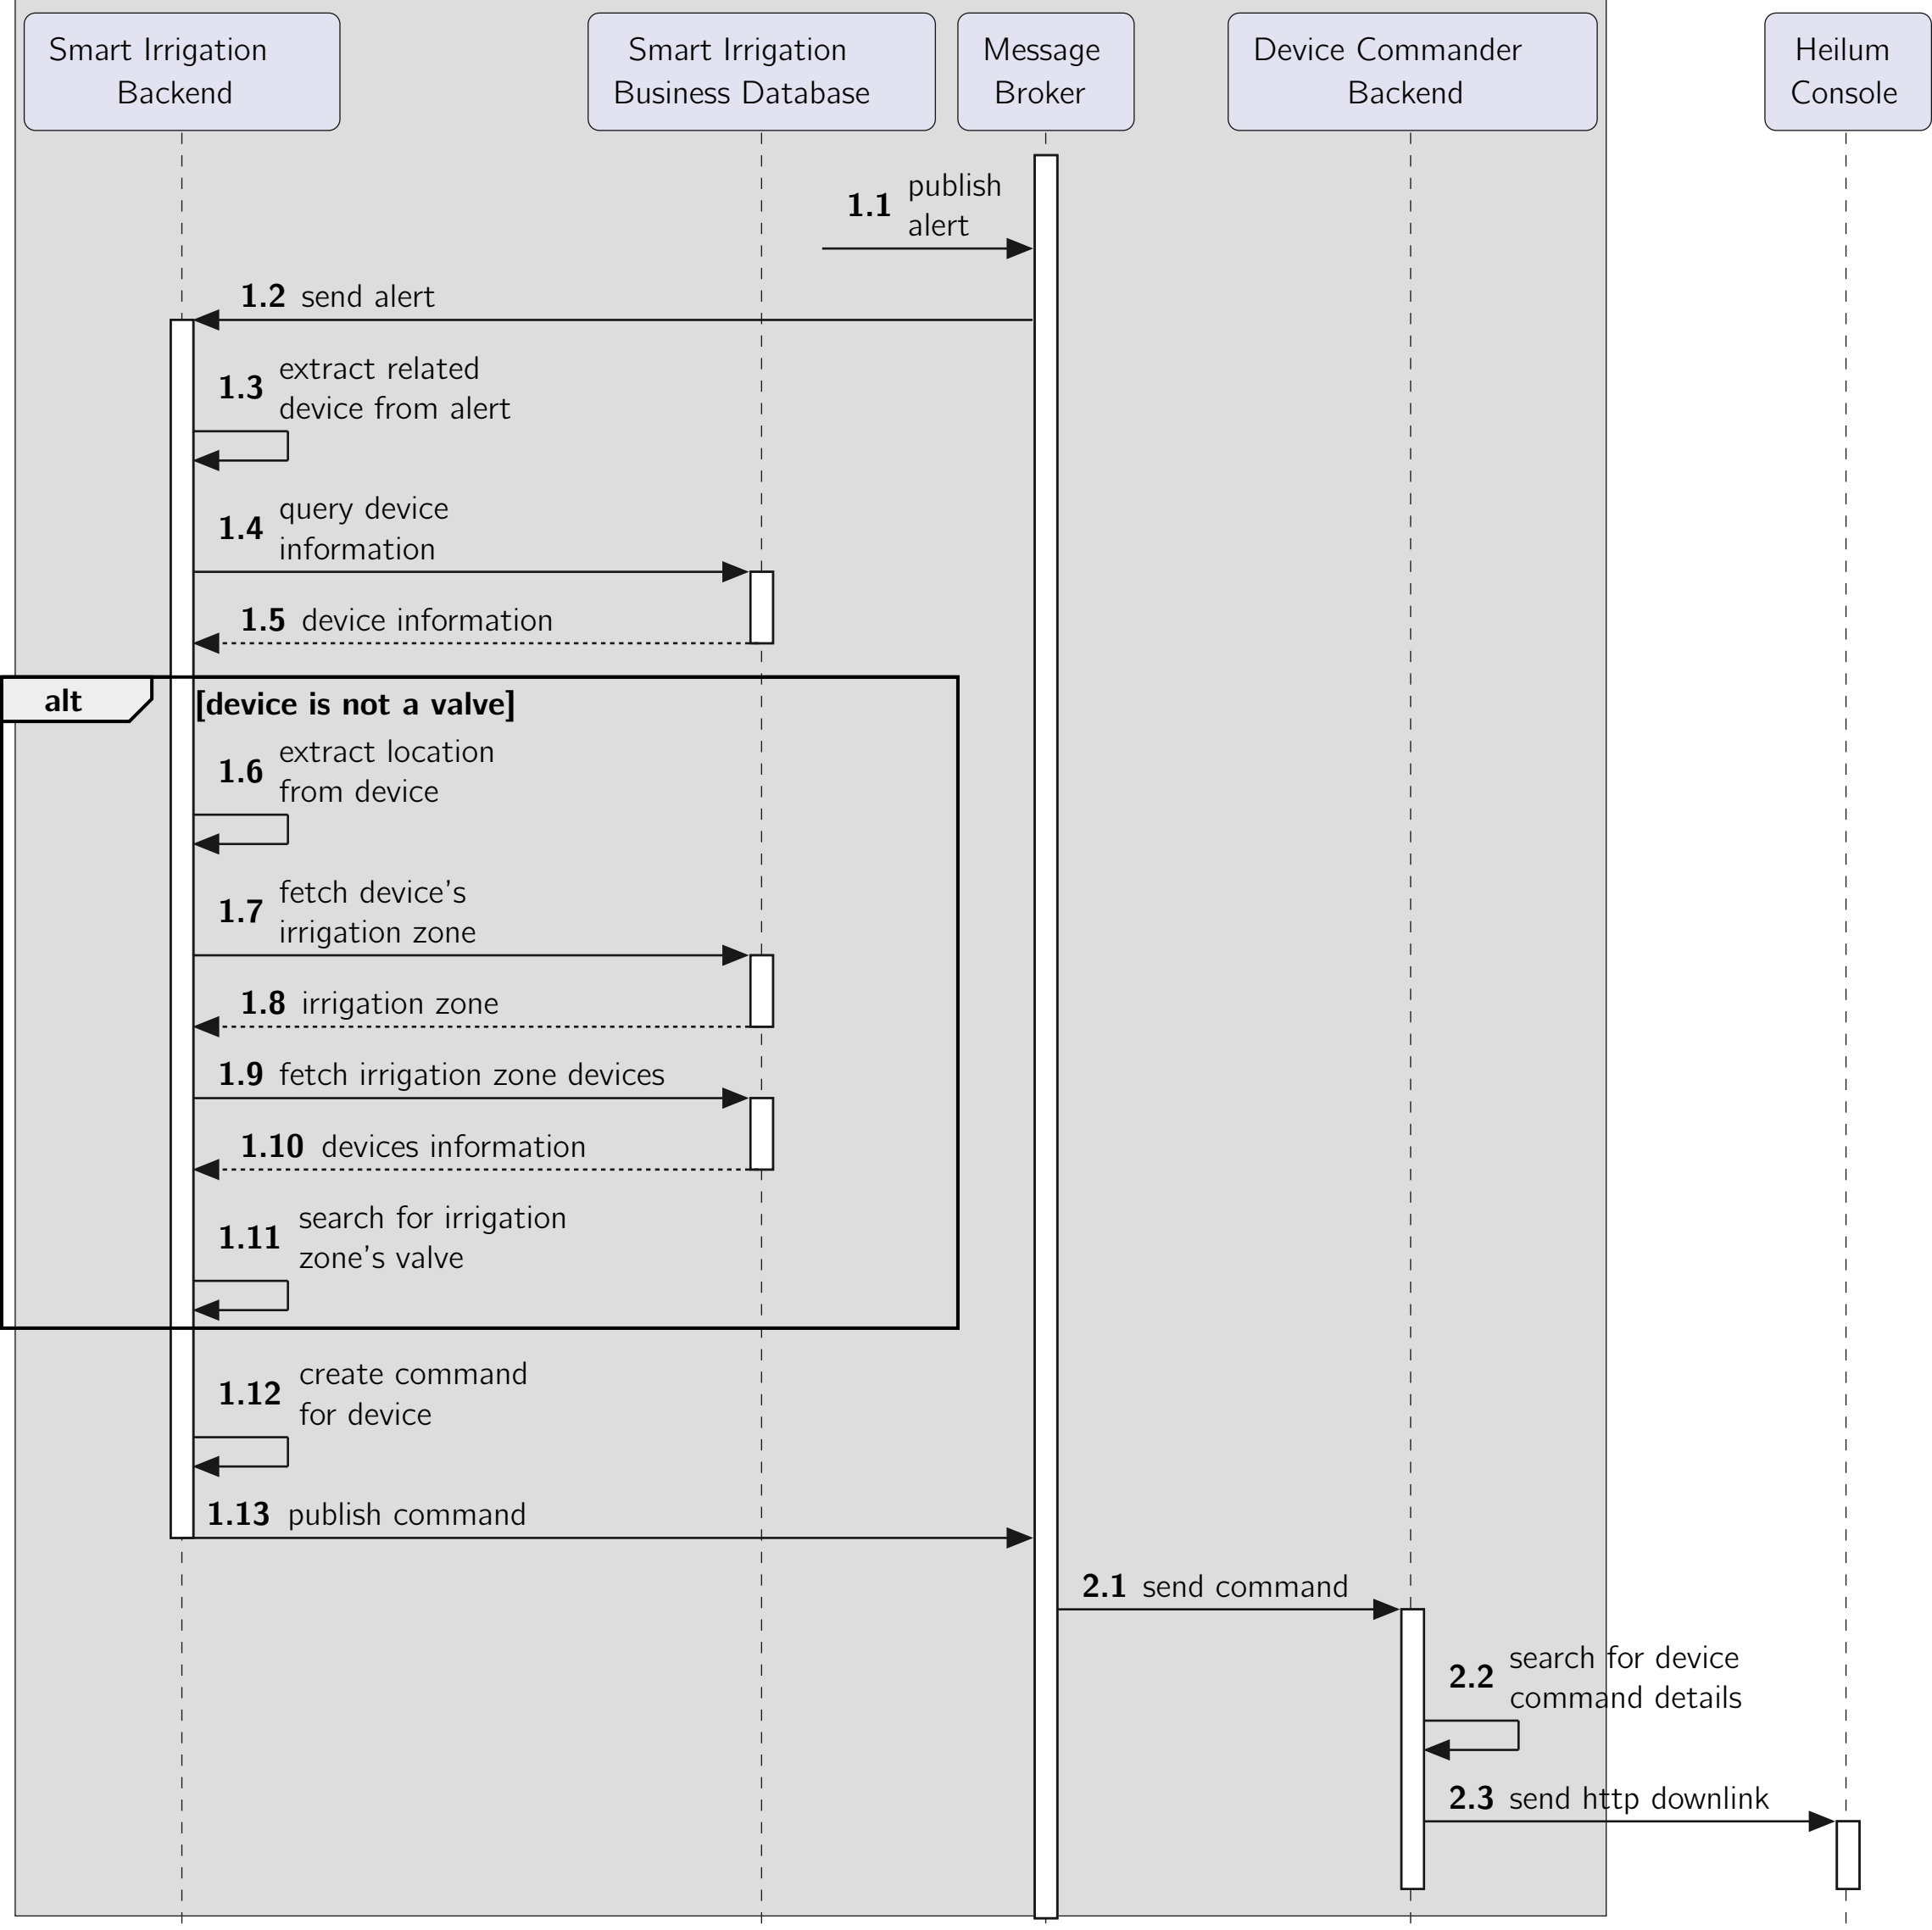 Smart Irrigation
Backend
Smart Irrigation
Business Database
Message
Broker
Device Commander
Backend
Heilum
Console
1.1 publish
alert
1.2 send alert
1.3 extract related
device from alert
1.4 query device
information
1.5 device information
alt [device is not a valve]
1.6 extract location
from device
1.7 fetch device's
irrigation zone
1.8 irrigation zone
1.9 fetch irrigation zone devices
1.10 devices information
1.11 search for irrigation
zone's valve
1.12 create command
for device
1.13 publish command
2.1 send command
2.2 search for device
command details
2.3 send http downlink